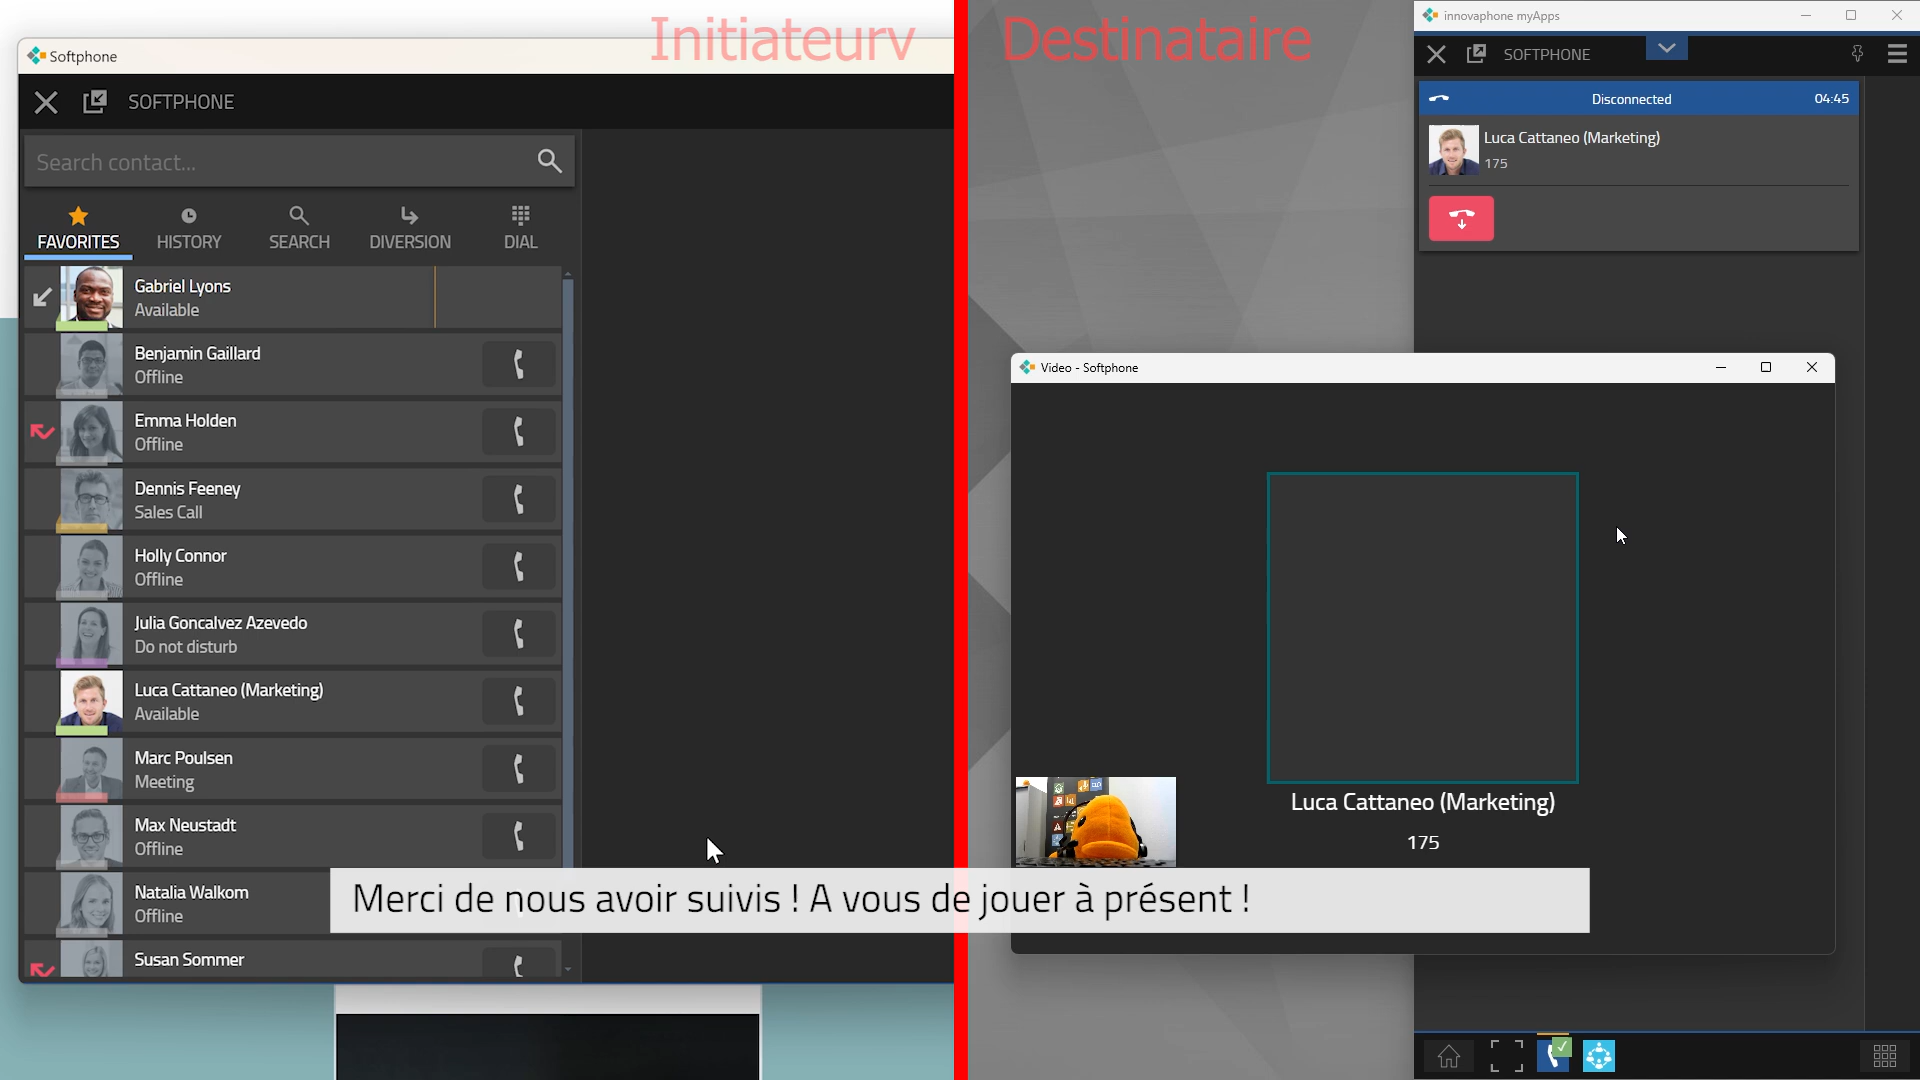 Initiateurv
Destinataire
Softphone
SOFTPHONE
Search contact...
FAVORITES
HISTORY
SEARCH
DIVERSION
DIAL
Gabriel Lyons
Available
Benjamin Gaillard
Offline
Emma Holden
Offline
Dennis Feeney
Sales Call
Holly Connor
Offline
Julia Goncalvez Azevedo
Do not disturb
Luca Cattaneo (Marketing)
Available
Marc Poulsen
Meeting
Max Neustadt
Offline
Natalia Walkom
Offline
Susan Sommer
innovaphone myApps
SOFTPHONE
Disconnected
04:45
Luca Cattaneo (Marketing)
175
Video - Softphone
Luca Cattaneo (Marketing)
175
Merci de nous avoir suivis ! A vous de jouer à présent !